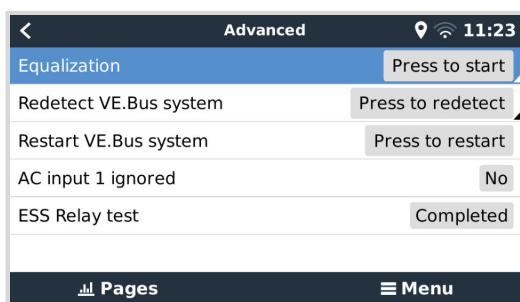 Advanced 11:23
Equalization Press to start
Redetect VE.Bus system Press to redetect
Restart VE.Bus system Press to restart
AC input 1 ignored No
ESS Relay test Completed
Pages Menu